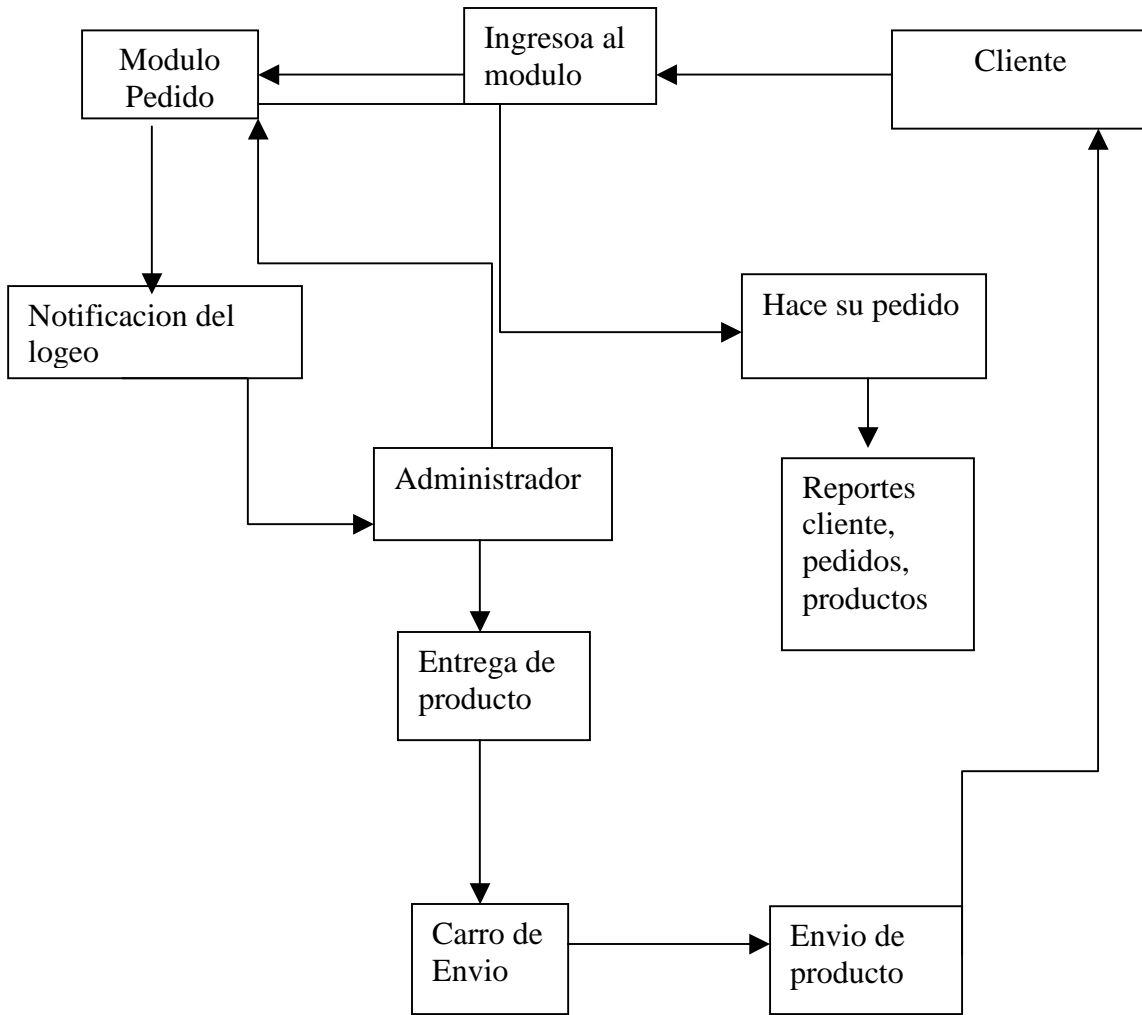 Ingresoa al
modulo
Modulo
Pedido
Cliente
Notificacion del
logeo
Hace su pedido
Administrador
Reportes
cliente,
pedidos,
productos
Entrega de
producto
Carro de
Envio
Envio de
producto